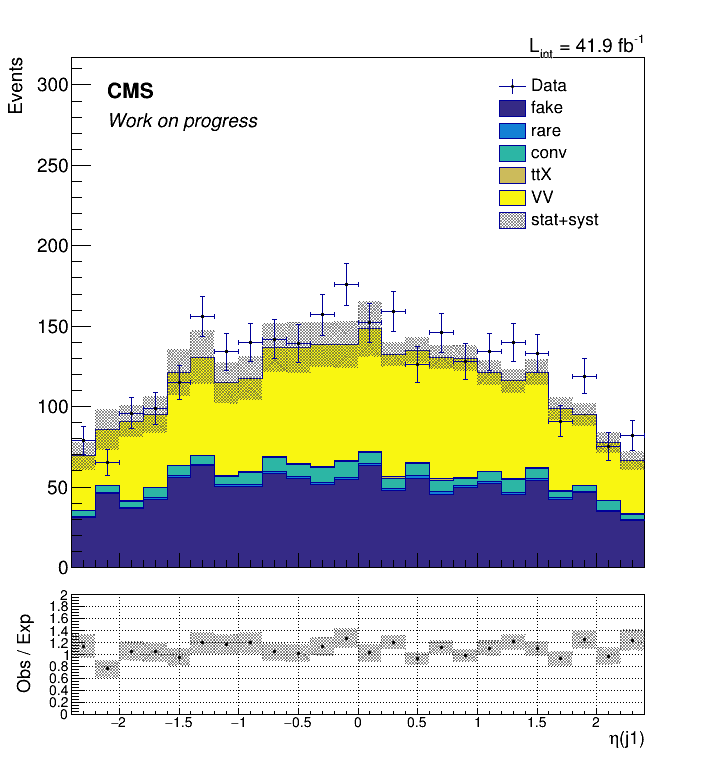 L_int = 41.9 fb^-1
Events
300
250
200
150
100
50
0
CMS
Work on progress
Data
fake
rare
conv
ttX
VV
stat+syst
Obs / Exp
2
1.8
1.6
1.4
1.2
1
0.8
0.6
0.4
0.2
0
−2 −1.5 −1 −0.5 0 0.5 1 1.5 2
η(j1)